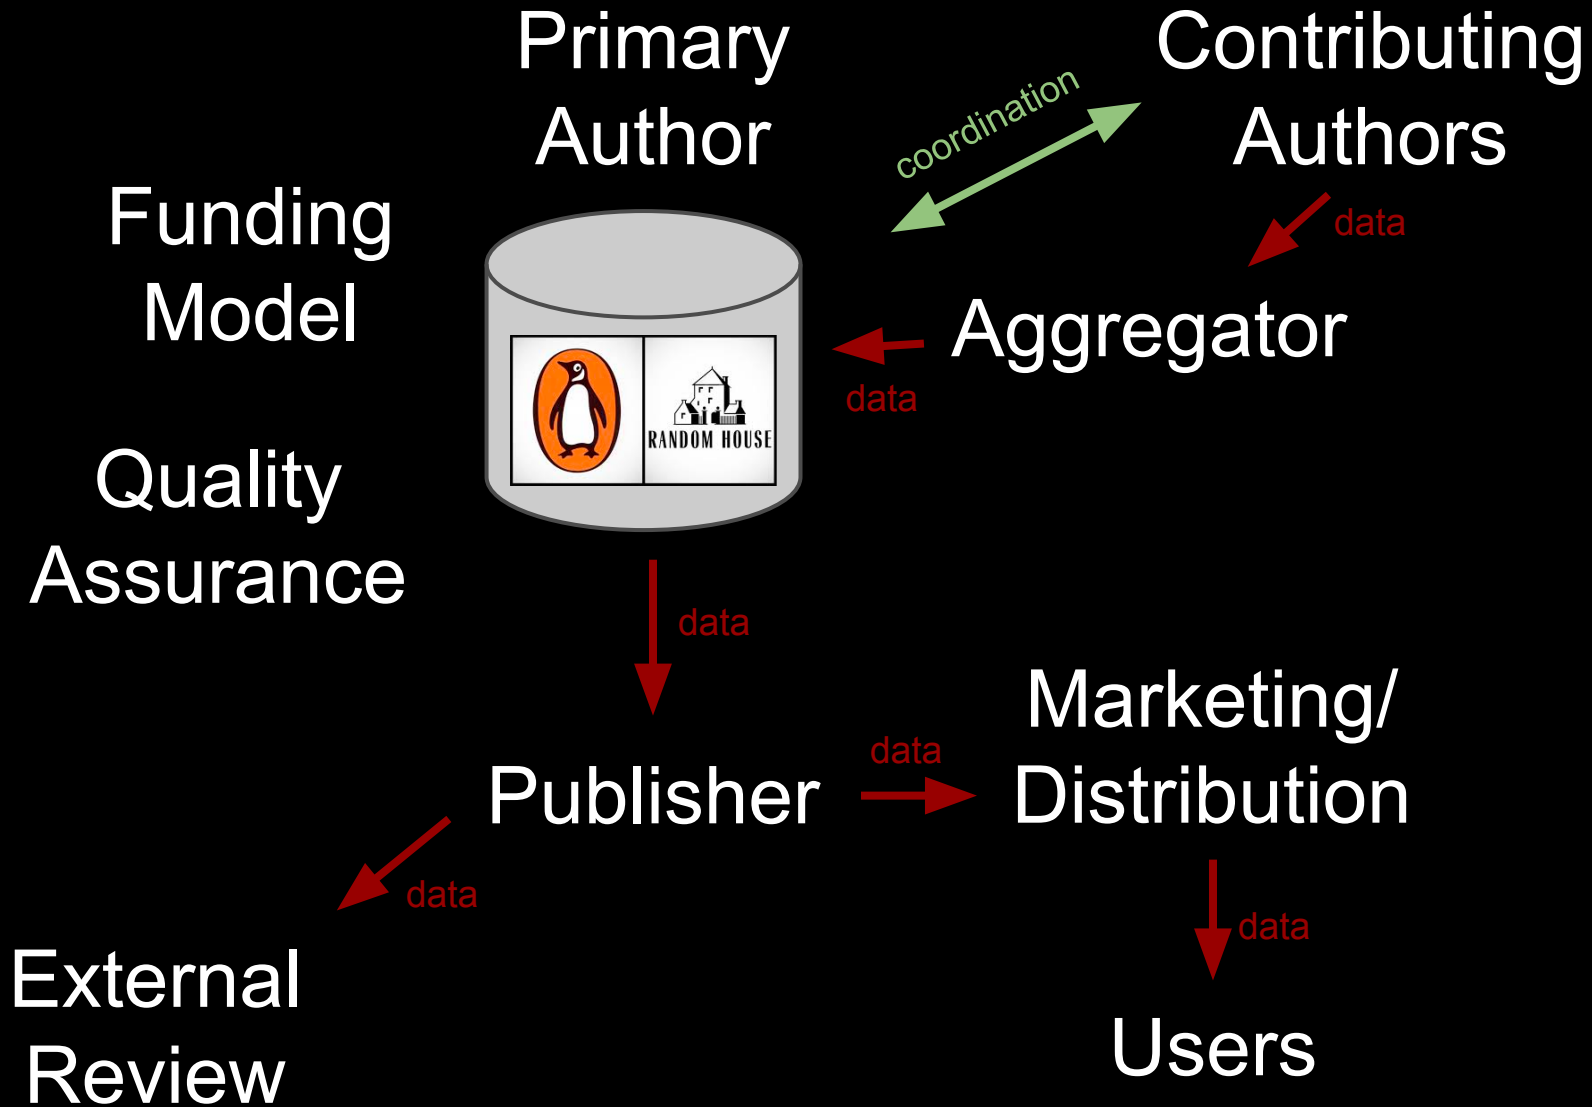 Primary
Author
Contributing
Authors
coordination
data
Funding
Model
Aggregator
data
RANDOM HOUSE
Quality
Assurance
data
Publisher
data
Marketing/
Distribution
data
External
Review
data
Users